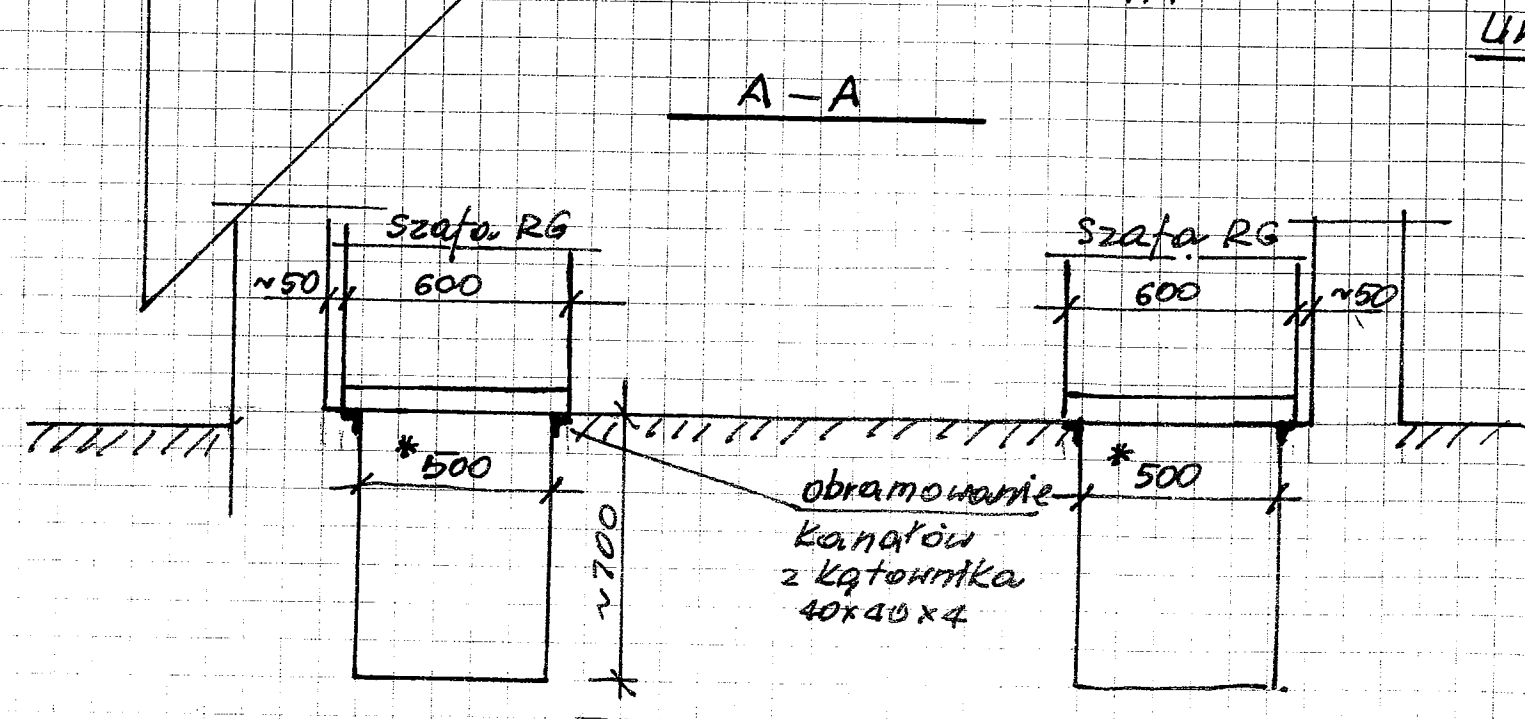 A – A
Szafa RG
Szafa RG
~50
600
600
~50
* 500
* 500
~700
obramowanie
kanałów
z kątownika
40x40x4